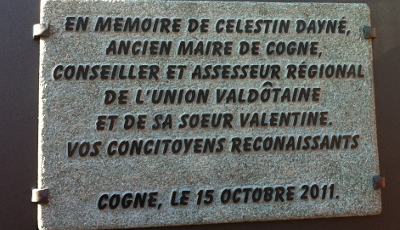 EN MEMOIRE DE CELESTIN DAYNÉ,
ANCIEN MAIRE DE COGNE,
CONSEILLER ET ASSESSEUR RÉGIONAL
DE L'UNION VALDÔTAINE
ET DE SA SOEUR VALENTINE.
VOS CONCITOYENS RECONAISSANTS
COGNE, LE 15 OCTOBRE 2011.